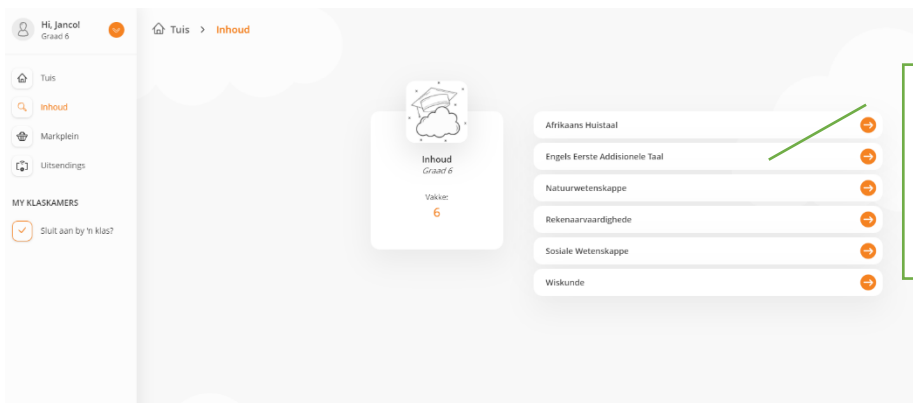 Hi, Janco!
Graad 6
Tuis > Inhoud
Tuis
Inhoud
Markplein
Uitsendings
MY KLASKAMERS
Sluit aan by 'n klas?
Inhoud
Graad 6
Vakke:
6
Afrikaans Huistaal
Engels Eerste Addisionele Taal
Natuurwetenskappe
Rekenaarvaardighede
Sosiale Wetenskappe
Wiskunde